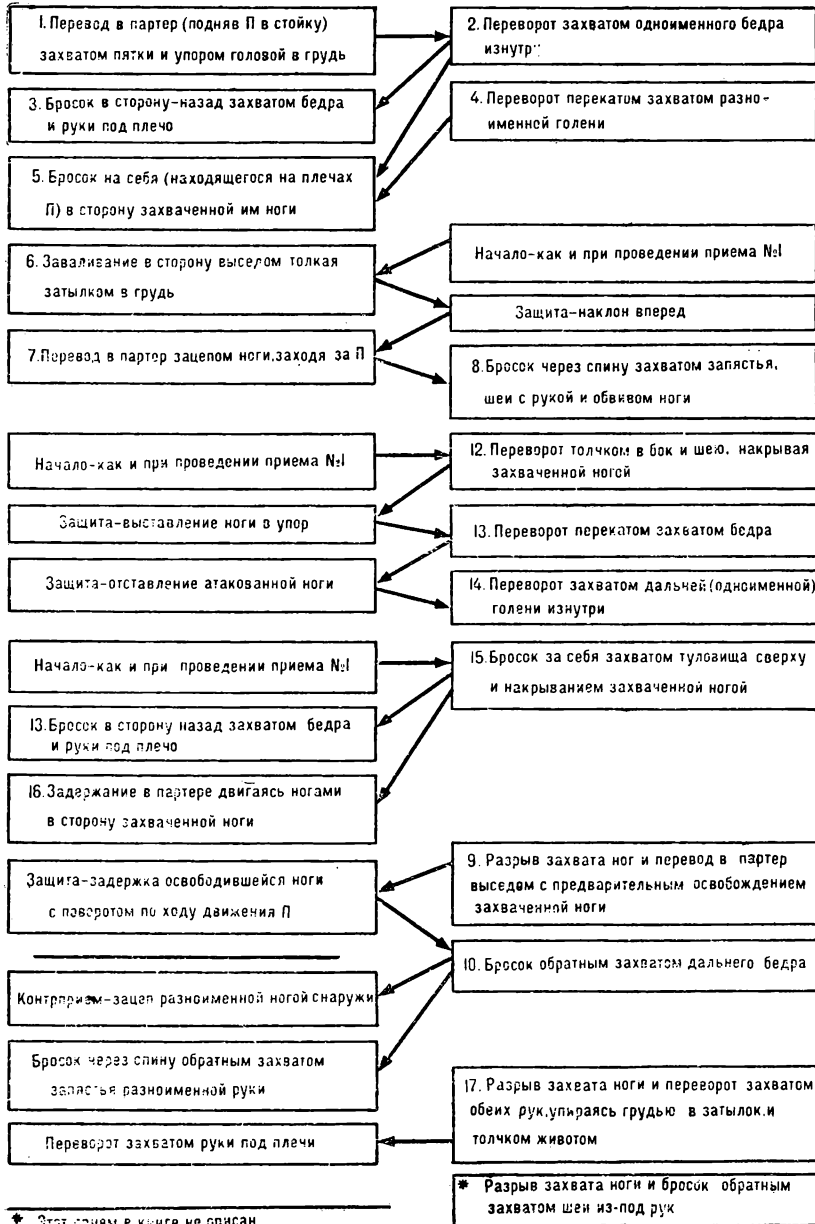 1. Перевод в партер (подняв П в стойку)
захватом пятки и упором головой в грудь
2. Переворот захватом одноименного бедра
изнутри
3. Бросок в сторону-назад захватом бедра
и руки под плечо
4. Переворот перекатом захватом разно-
именной голени
5. Бросок на себя (находящегося на плечах
П) в сторону захваченной им ноги
6. Заваливание в сторону выседом толкая
затылком в грудь
Начало-как и при проведении приема №1
Защита-наклон вперед
7. Перевод в партер зацепом ноги, заходя за П
8. Бросок через спину захватом запястья,
шеи с рукой и обвивом ноги
Начало-как и при проведении приема №1
12. Переворот толчком в бок и шею, накрывая
захваченной ногой
Защита-выставление ноги в упор
13. Переворот перекатом захватом бедра
Защита-отставление атакованной ноги
14. Переворот захватом дальней (одноименной)
голени изнутри
Начало-как и при проведении приема №1
15. Бросок за себя захватом туловища сверху
и накрыванием захваченной ногой
13. Бросок в сторону назад захватом бедра
и руки под плечо
16. Задержание в партере двигаясь ногами
в сторону захваченной ноги
9. Разрыв захвата ног и перевод в партер
выседом с предварительным освобождением
захваченной ноги
Защита-задержка освободившейся ноги
с поворотом по ходу движения П
10. Бросок обратным захватом дальнего бедра
Контрприем-зацеп разноименной ногой снаружи
Бросок через спину обратным захватом
запястья разноименной руки
17. Разрыв захвата ноги и переворот захватом
обеих рук, упираясь грудью в затылок, и
толчком животом
Переворот захватом руки под плечи
* Разрыв захвата ноги и бросок обратным
захватом шеи из-под рук
* Этот прием в книге не описан